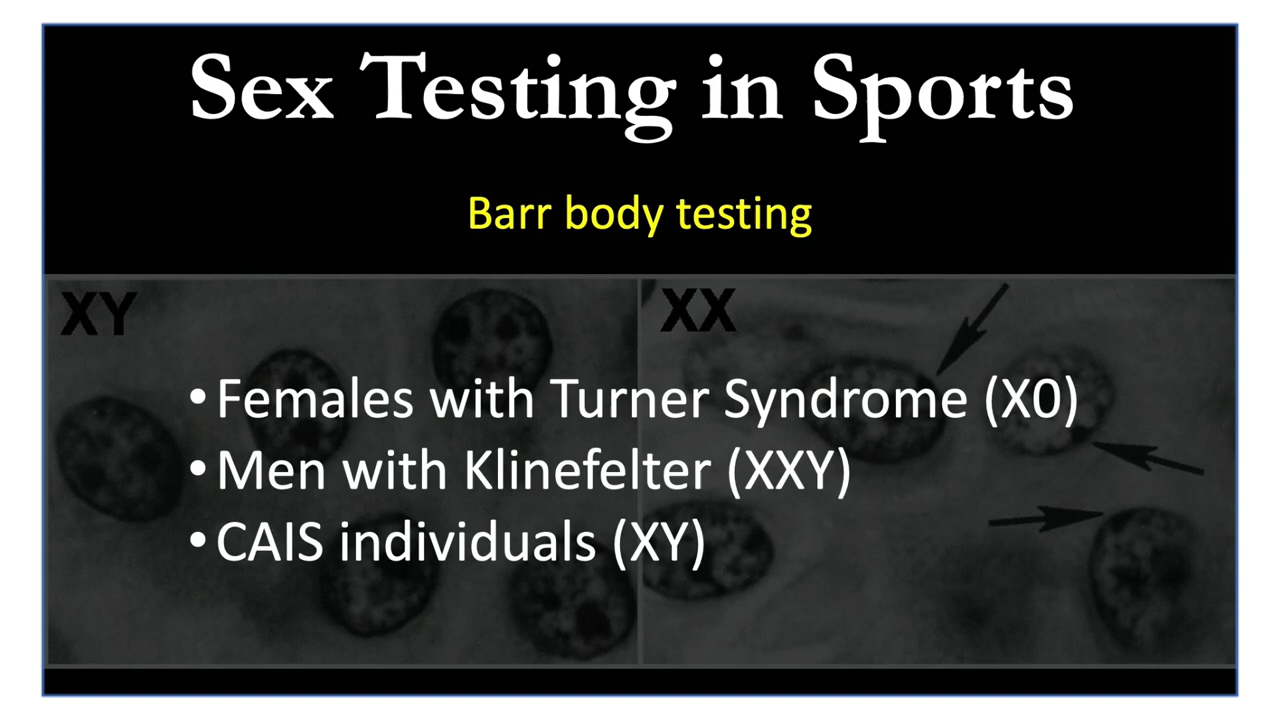 Sex Testing in Sports
Barr body testing
XY
XX
• Females with Turner Syndrome (X0)
• Men with Klinefelter (XXY)
• CAIS individuals (XY)